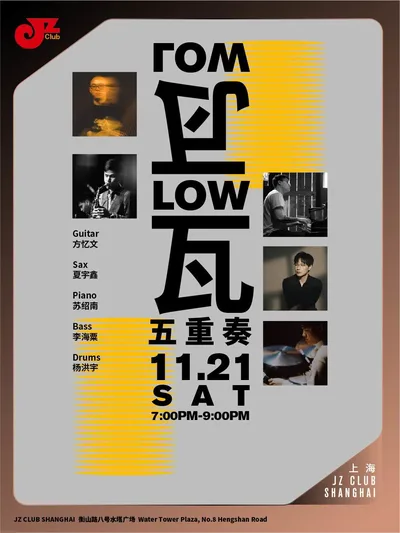 JZ
Club
LOW
瓦
LOW
瓦
五重奏
11.21
SAT
7:00PM-9:00PM
Guitar
方忆文
Sax
夏宇鑫
Piano
苏绍南
Bass
李海粟
Drums
杨洪宇
上海
JZ CLUB
SHANGHAI
JZ CLUB SHANGHAI 衡山路八号水塔广场 Water Tower Plaza, No.8 Hengshan Road